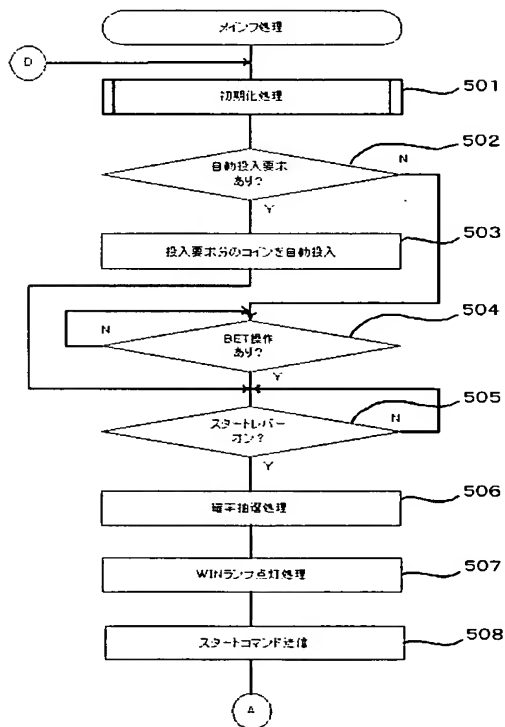 メインフ処理
D
初期化処理
501
自動投入要求
あり?
502
N
Y
投入要求分のコインを自動投入
503
BET操作
あり?
504
N
Y
スタートレバー
オン?
505
N
Y
確率抽選処理
506
WINランプ点灯処理
507
スタートコマンド送信
508
A